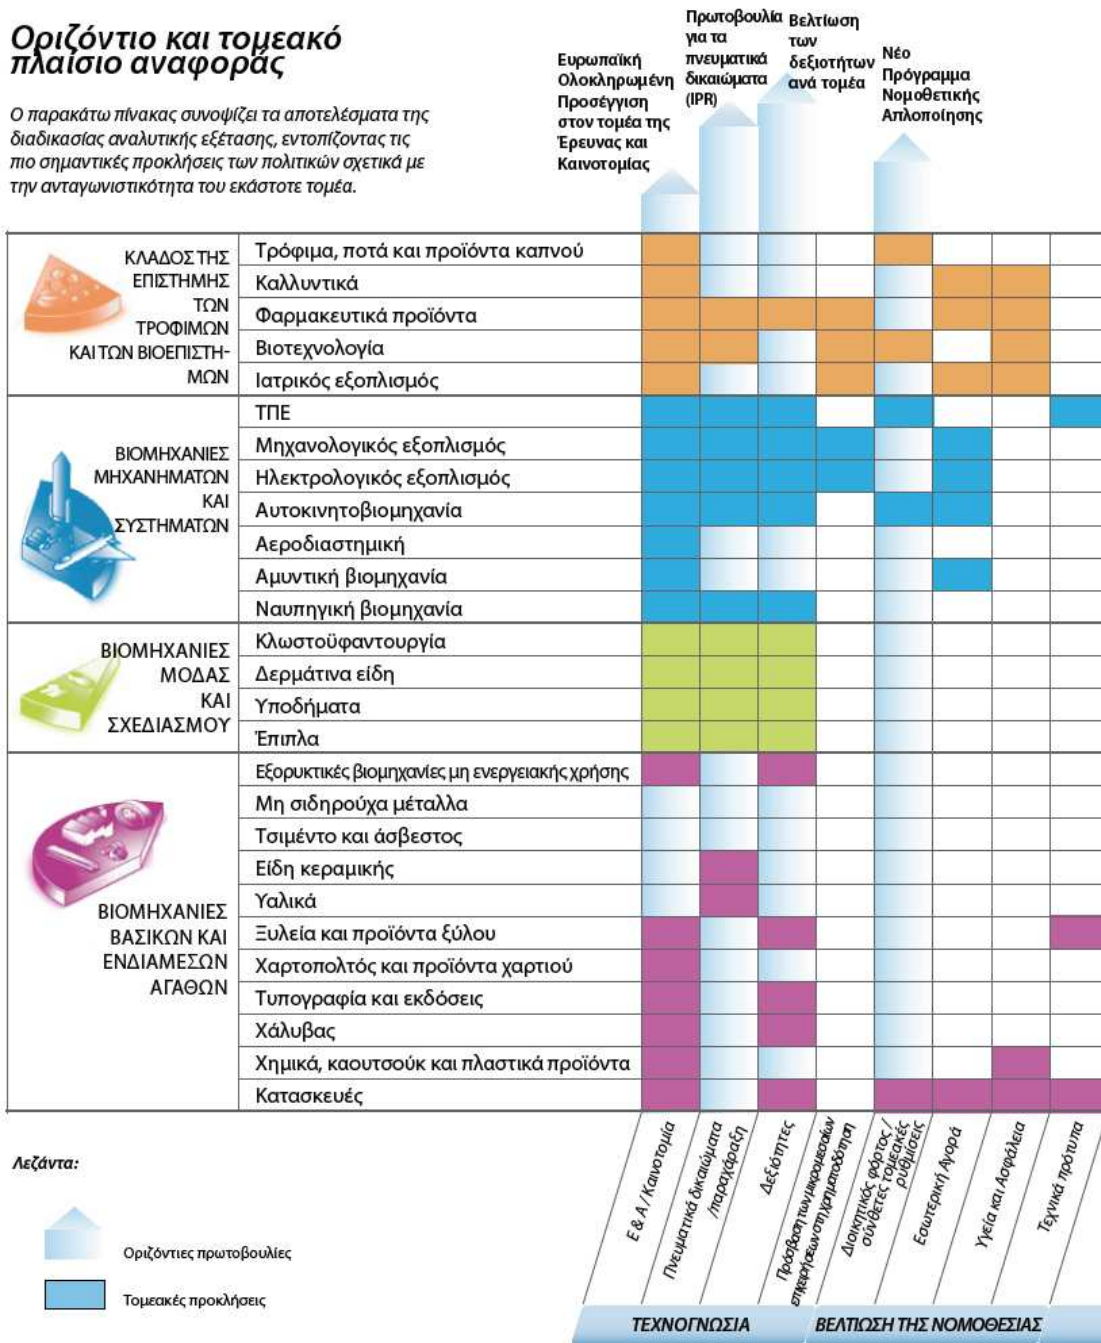 Οριζόντιο και τομεακό
πλαίσιο αναφοράς
Ο παρακάτω πίνακας συνοψίζει τα αποτελέσματα της
διαδικασίας αναλυτικής εξέτασης, εντοπίζοντας τις
πιο σημαντικές προκλήσεις των πολιτικών σχετικά με
την ανταγωνιστικότητα του εκάστοτε τομέα.
Ευρωπαϊκή
Ολοκληρωμένη
Προσέγγιση
στον τομέα της
Έρευνας και
Καινοτομίας
Πρωτοβουλία
για τα
πνευματικά
δικαιώματα
(IPR)
Βελτίωση
των
δεξιοτήτων
ανά τομέα
Νέο
Πρόγραμμα
Νομοθετικής
Απλοποίησης
ΚΛΑΔΟΣ ΤΗΣ
ΕΠΙΣΤΗΜΗΣ
ΤΩΝ
ΤΡΟΦΙΜΩΝ
ΚΑΙ ΤΩΝ ΒΙΟΕΠΙΣΤΗ-
ΜΩΝ
Τρόφιμα, ποτά και προϊόντα καπνού
Καλλυντικά
Φαρμακευτικά προϊόντα
Βιοτεχνολογία
Ιατρικός εξοπλισμός
ΒΙΟΜΗΧΑΝΙΕΣ
ΜΗΧΑΝΗΜΑΤΩΝ
ΚΑΙ
ΣΥΣΤΗΜΑΤΩΝ
ΤΠΕ
Μηχανολογικός εξοπλισμός
Ηλεκτρολογικός εξοπλισμός
Αυτοκινητοβιομηχανία
Αεροδιαστημική
Αμυντική βιομηχανία
Ναυπηγική βιομηχανία
ΒΙΟΜΗΧΑΝΙΕΣ
ΜΟΔΑΣ
ΚΑΙ
ΣΧΕΔΙΑΣΜΟΥ
Κλωστοϋφαντουργία
Δερμάτινα είδη
Υποδήματα
Έπιπλα
ΒΙΟΜΗΧΑΝΙΕΣ
ΒΑΣΙΚΩΝ ΚΑΙ
ΕΝΔΙΑΜΕΣΩΝ
ΑΓΑΘΩΝ
Εξορυκτικές βιομηχανίες μη ενεργειακής χρήσης
Μη σιδηρούχα μέταλλα
Τσιμέντο και άσβεστος
Είδη κεραμικής
Υαλικά
Ξυλεία και προϊόντα ξύλου
Χαρτοπολτός και προϊόντα χαρτιού
Τυπογραφία και εκδόσεις
Χάλυβας
Χημικά, καουτσούκ και πλαστικά προϊόντα
Κατασκευές
Ε & Α / Καινοτομία
Πνευματικά δικαιώματα
/παραχάραξη
Δεξιότητες
Πρόσβαση των μικρομεσαίων
επιχειρήσεων στη χρηματοδότηση
Διοικητικός φόρτος /
σύνθετες τομεακές
ρυθμίσεις
Εσωτερική Αγορά
Υγεία και Ασφάλεια
Τεχνικά πρότυπα
ΤΕΧΝΟΓΝΩΣΙΑ
ΒΕΛΤΙΩΣΗ ΤΗΣ ΝΟΜΟΘΕΣΙΑΣ
Λεζάντα:
Οριζόντιες πρωτοβουλίες
Τομεακές προκλήσεις